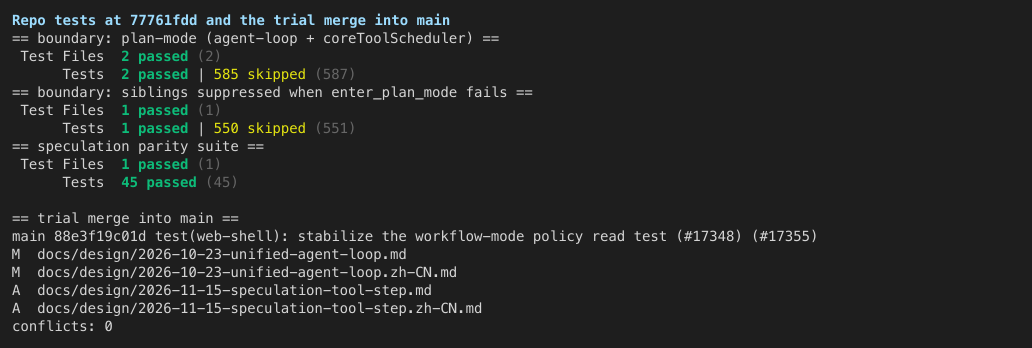 Repo tests at 77761fdd and the trial merge into main
== boundary: plan-mode (agent-loop + coreToolScheduler) ==
Test Files  2 passed (2)
Tests  2 passed | 585 skipped (587)
== boundary: siblings suppressed when enter_plan_mode fails ==
Test Files  1 passed (1)
Tests  1 passed | 550 skipped (551)
== speculation parity suite ==
Test Files  1 passed (1)
Tests  45 passed (45)
== trial merge into main ==
main 88e3f19c01d test(web-shell): stabilize the workflow-mode policy read test (#17348) (#17355)
M  docs/design/2026-10-23-unified-agent-loop.md
M  docs/design/2026-10-23-unified-agent-loop.zh-CN.md
A  docs/design/2026-11-15-speculation-tool-step.md
A  docs/design/2026-11-15-speculation-tool-step.zh-CN.md
conflicts: 0